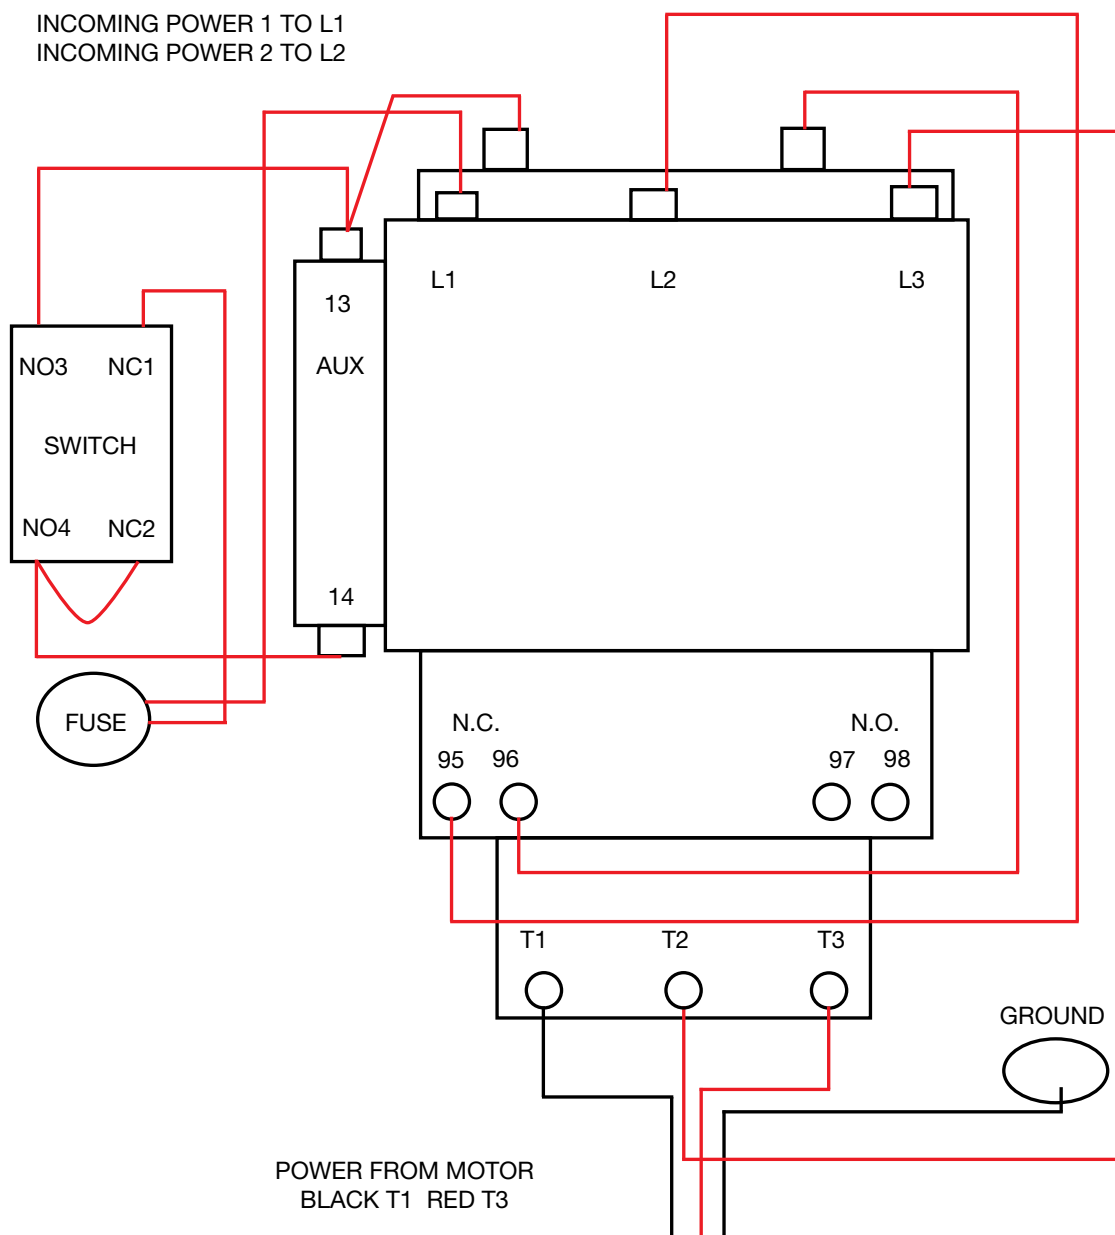 INCOMING POWER 1 TO L1
INCOMING POWER 2 TO L2
L1 L2 L3
13
AUX
14
NO3 NC1
SWITCH
NO4 NC2
FUSE
N.C. N.O.
95 96 97 98
T1 T2 T3
GROUND
POWER FROM MOTOR
BLACK T1 RED T3